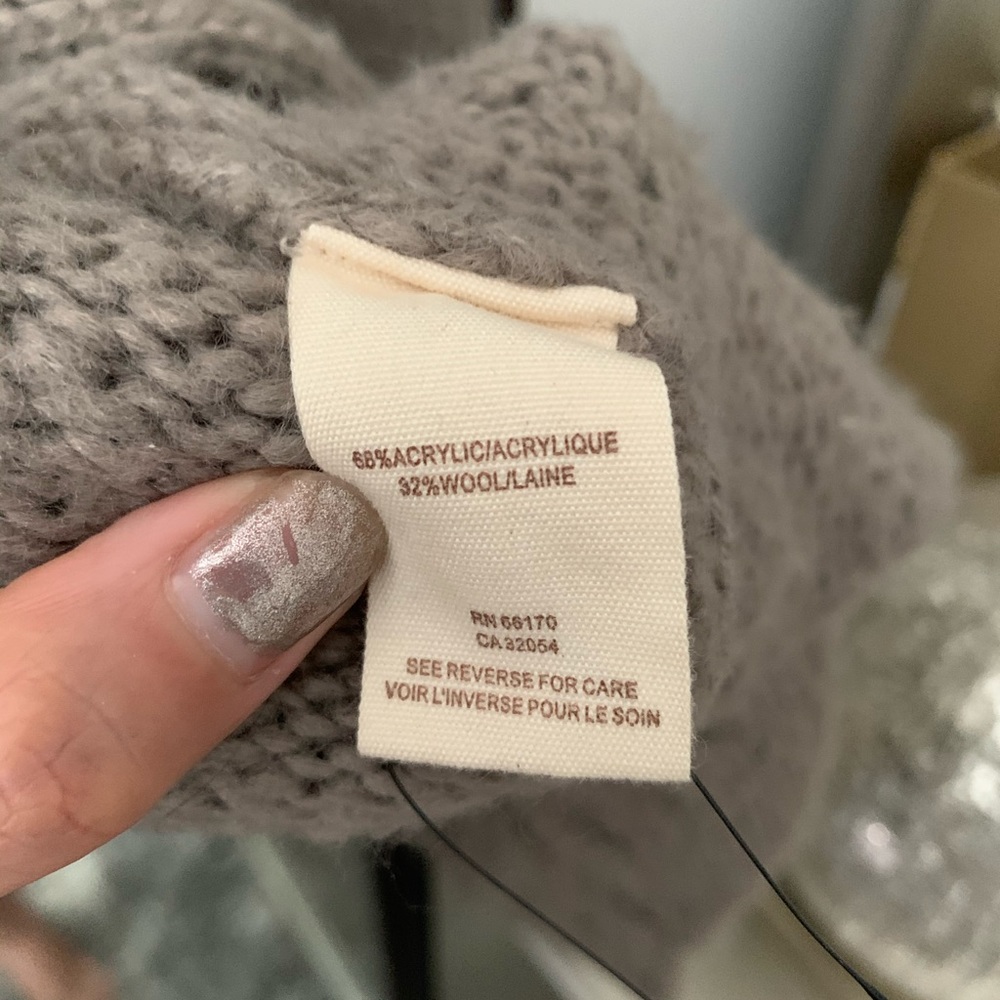 68%ACRYLIC/ACRYLIQUE
32%WOOL/LAINE
RN 66170
CA 32054
SEE REVERSE FOR CARE
VOIR L'INVERSE POUR LE SOIN